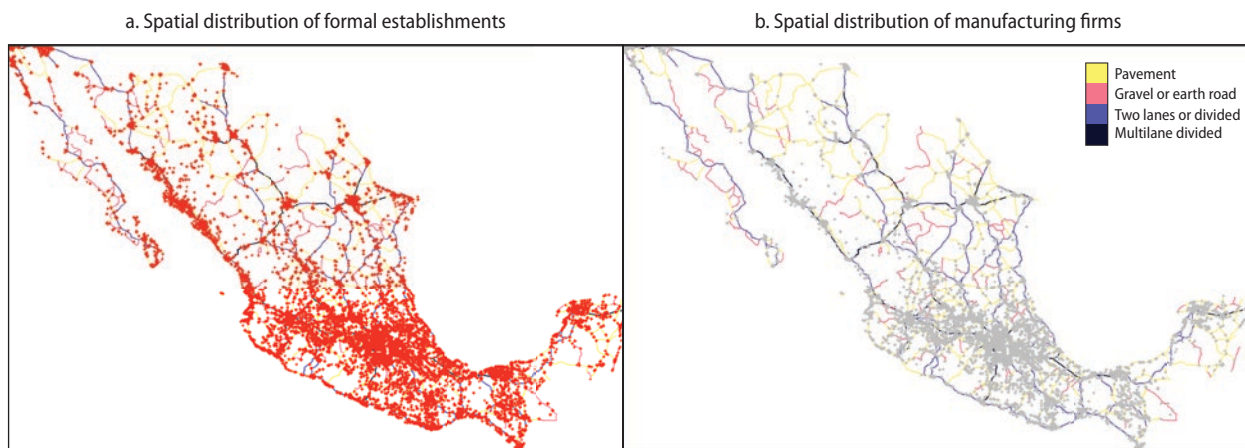 a. Spatial distribution of formal establishments
b. Spatial distribution of manufacturing firms
Pavement
Gravel or earth road
Two lanes or divided
Multilane divided